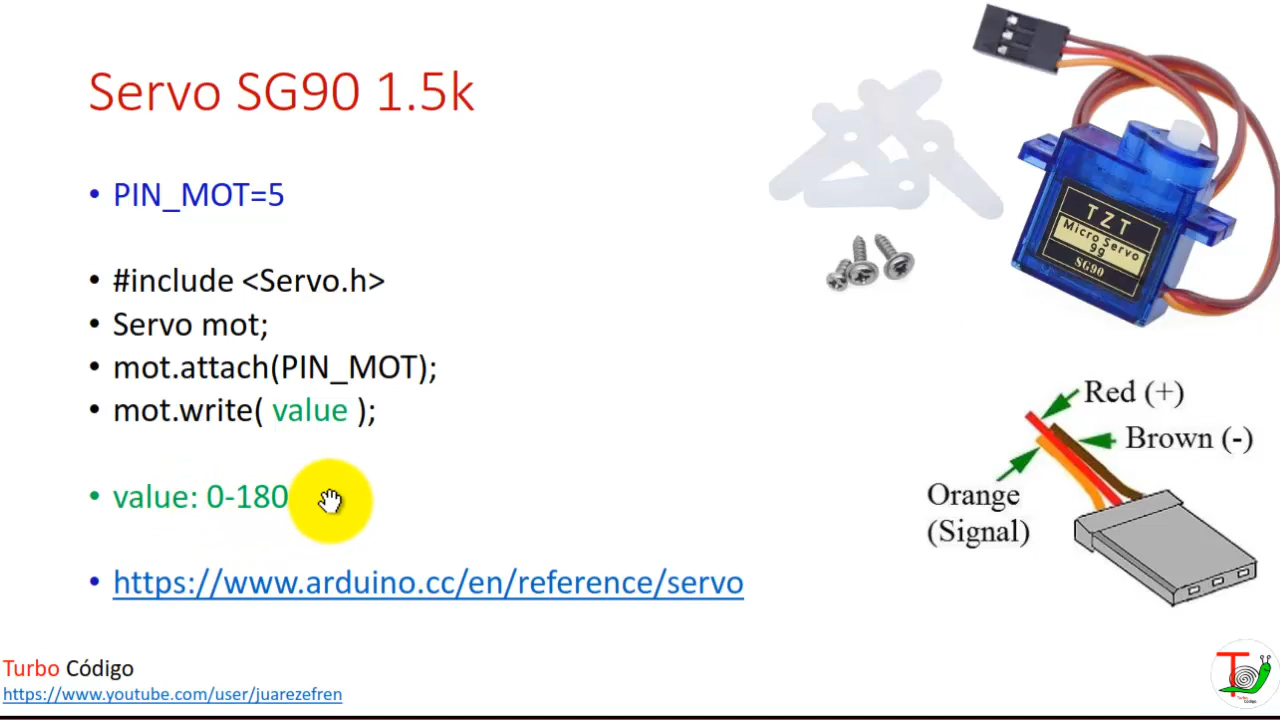 Servo SG90 1.5k
• PIN_MOT=5
• #include <Servo.h>
• Servo mot;
• mot.attach(PIN_MOT);
• mot.write( value );
• value: 0-180
• https://www.arduino.cc/en/reference/servo
TZT
Micro Servo
9g
SG90
Red (+)
Brown (-)
Orange
(Signal)
Turbo Código
https://www.youtube.com/user/juarezefren
T
Turbo
Código